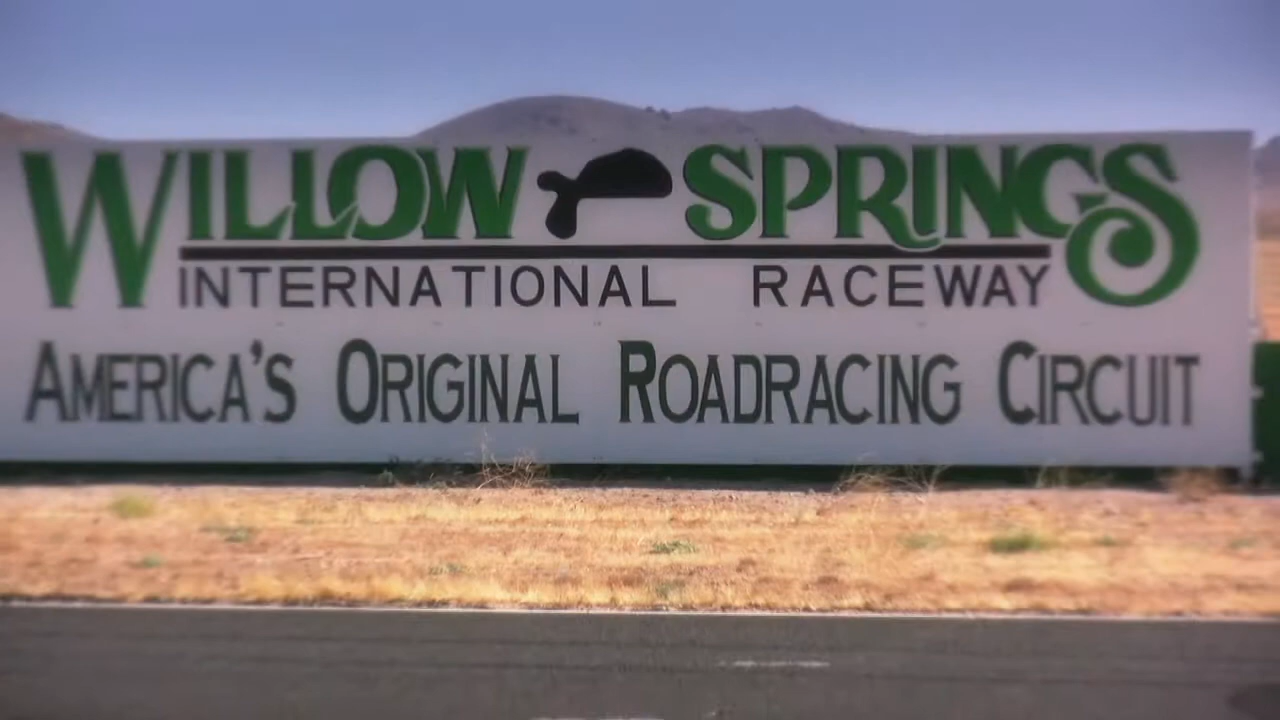 WILLOW SPRINGS
INTERNATIONAL RACEWAY
AMERICA'S ORIGINAL ROADRACING CIRCUIT